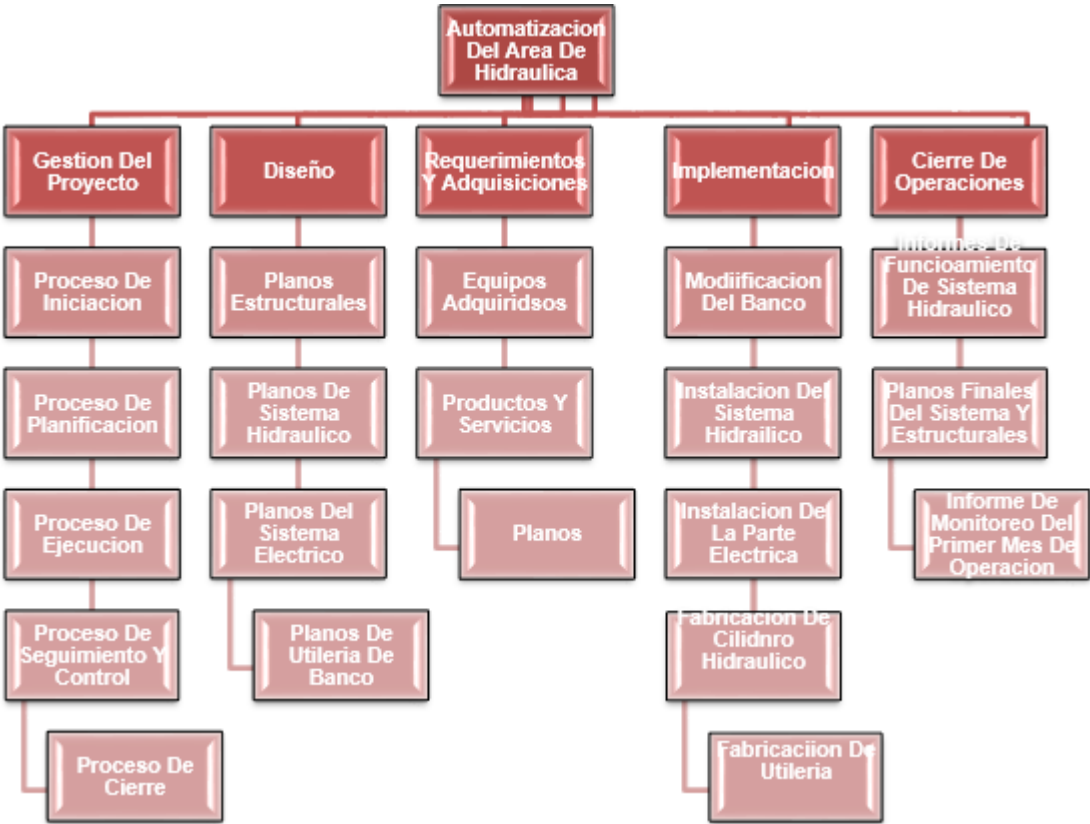 Automatizacion
Del Area De
Hidraulica
Gestion Del
Proyecto
Diseño
Requerimientos
Y Adquisiciones
Implementacion
Cierre De
Operaciones
Proceso De
Iniciacion
Planos
Estructurales
Equipos
Adquiridsos
Modiificacion
Del Banco
Informes De
Funcioamiento
De Sistema
Hidraulico
Proceso De
Planificacion
Planos De
Sistema
Hidraulico
Productos Y
Servicios
Instalacion Del
Sistema
Hidrailico
Planos Finales
Del Sistema Y
Estructurales
Proceso De
Ejecucion
Planos Del
Sistema
Electrico
Planos
Instalacion De
La Parte
Electrica
Informe De
Monitoreo Del
Primer Mes De
Operacion
Proceso De
Seguimiento Y
Control
Planos De
Utileria De
Banco
Fabricacion De
Cilidnro
Hidraulico
Proceso De
Cierre
Fabricaciion De
Utileria